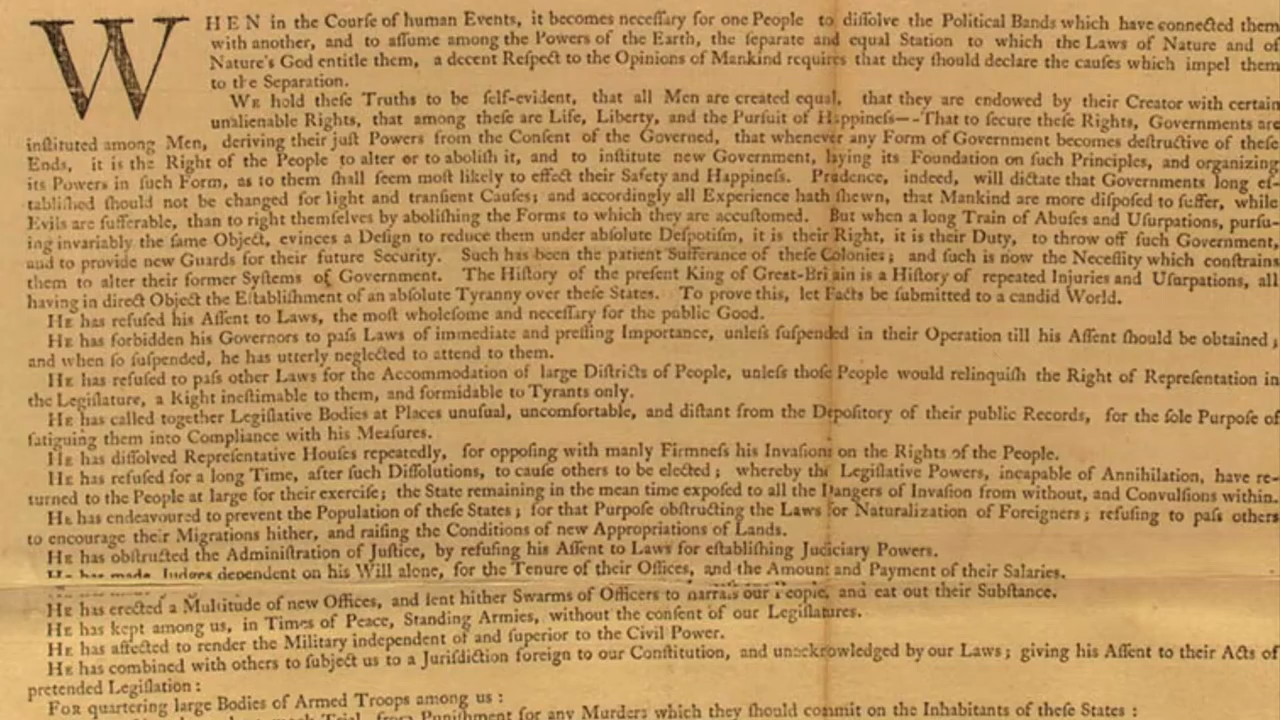 WHEN in the Courſe of human Events, it becomes neceſſary for one People to diſſolve the Political Bands which have connected them
with another, and to aſſume among the Powers of the Earth, the ſeparate and equal Station to which the Laws of Nature and of
Nature's God entitle them, a decent Reſpect to the Opinions of Mankind requires that they ſhould declare the cauſes which impel them
to the Separation.
WE hold theſe Truths to be ſelf-evident, that all Men are created equal, that they are endowed by their Creator with certain
unalienable Rights, that among theſe are Life, Liberty, and the Purſuit of Happineſs—-That to ſecure theſe Rights, Governments are
inſtituted among Men, deriving their juſt Powers from the Conſent of the Governed, that whenever any Form of Government becomes deſtructive of theſe
Ends, it is the Right of the People to alter or to aboliſh it, and to inſtitute new Government, laying its Foundation on ſuch Principles, and organizing
its Powers in ſuch Form, as to them ſhall ſeem moſt likely to effect their Safety and Happineſs. Prudence, indeed, will dictate that Governments long eſ-
tabliſhed ſhould not be changed for light and tranſient Cauſes; and accordingly all Experience hath ſhewn, that Mankind are more diſpoſed to ſuffer, while
Evils are ſufferable, than to right themſelves by aboliſhing the Forms to which they are accuſtomed. But when a long Train of Abuſes and Uſurpations, purſu-
ing invariably the ſame Object, evinces a Deſign to reduce them under abſolute Deſpotiſm, it is their Right, it is their Duty, to throw off ſuch Government,
and to provide new Guards for their future Security. Such has been the patient Sufferance of theſe Colonies; and ſuch is now the Neceſſity which conſtrains
them to alter their former Syſtems of Government. The Hiſtory of the preſent King of Great-Britain is a Hiſtory of repeated Injuries and Uſurpations, all
having in direct Object the Eſtabliſhment of an abſolute Tyranny over theſe States. To prove this, let Facts be ſubmitted to a candid World.
HE has refuſed his Aſſent to Laws, the moſt wholeſome and neceſſary for the public Good.
HE has forbidden his Governors to paſs Laws of immediate and preſſing Importance, unleſs ſuſpended in their Operation till his Aſſent ſhould be obtained;
and when ſo ſuſpended, he has utterly neglected to attend to them.
HE has refuſed to paſs other Laws for the Accommodation of large Diſtricts of People, unleſs thoſe People would relinquiſh the Right of Repreſentation in
the Legiſlature, a Right ineſtimable to them, and formidable to Tyrants only.
HE has called together Legiſlative Bodies at Places unuſual, uncomfortable, and diſtant from the Depoſitory of their public Records, for the ſole Purpoſe of
fatiguing them into Compliance with his Meaſures.
HE has diſſolved Repreſentative Houſes repeatedly, for oppoſing with manly Firmneſs his Invaſions on the Rights of the People.
HE has refuſed for a long Time, after ſuch Diſſolutions, to cauſe others to be elected; whereby the Legiſlative Powers, incapable of Annihilation, have re-
turned to the People at large for their exerciſe; the State remaining in the mean time expoſed to all the Dangers of Invaſion from without, and Convulſions within.
HE has endeavoured to prevent the Population of theſe States; for that Purpoſe obſtructing the Laws for Naturalization of Foreigners; refuſing to paſs others
to encourage their Migrations hither, and raiſing the Conditions of new Appropriations of Lands.
HE has obſtructed the Adminiſtration of Juſtice, by refuſing his Aſſent to Laws for eſtabliſhing Judiciary Powers.
HE has made Judges dependent on his Will alone, for the Tenure of their Offices, and the Amount and Payment of their Salaries.
HE has erected a Multitude of new Offices, and ſent hither Swarms of Officers to harraſs our People, and eat out their Subſtance.
HE has kept among us, in Times of Peace, Standing Armies, without the conſent of our Legiſlatures.
HE has affected to render the Military independent of and ſuperior to the Civil Power.
HE has combined with others to ſubject us to a Juriſdiction foreign to our Conſtitution, and unacknowledged by our Laws; giving his Aſſent to their Acts of
pretended Legiſlation:
FOR quartering large Bodies of Armed Troops among us:
Trial, from Puniſhment for any Murders which they ſhould commit on the Inhabitants of theſe States: